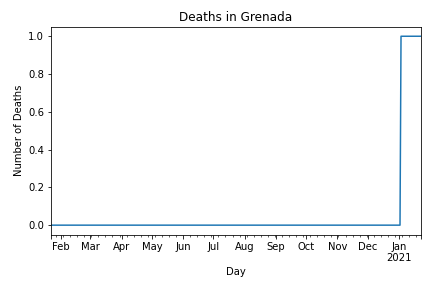 Deaths in Grenada
1.0
0.8
0.6
0.4
0.2
0.0
Number of Deaths
Feb Mar Apr May Jun Jul Aug Sep Oct Nov Dec Jan
2021
Day